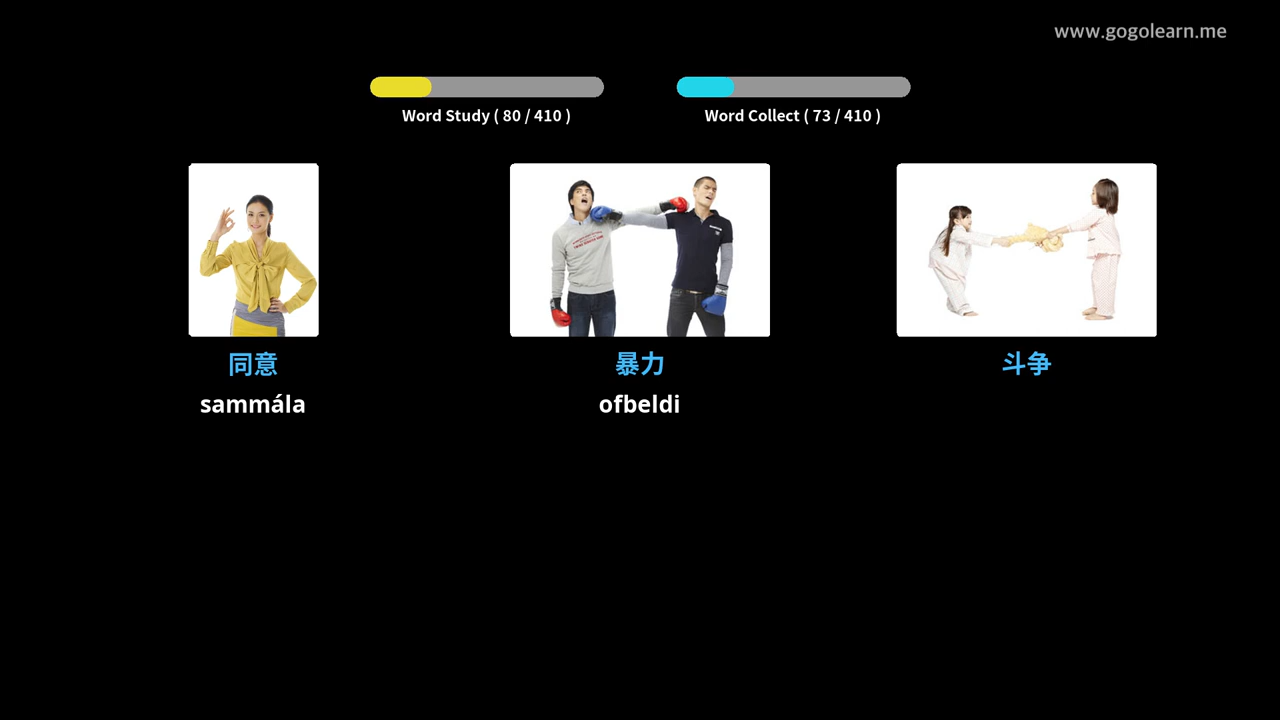 www.gogolearn.me
Word Study ( 80 / 410 )
Word Collect ( 73 / 410 )
同意
暴力
斗争
sammála
ofbeldi